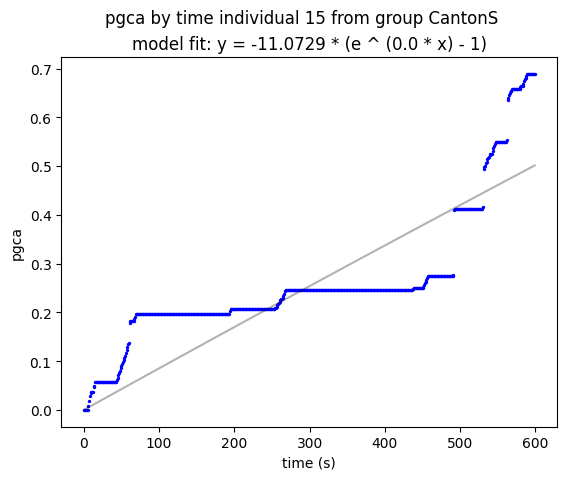 pgca by time individual 15 from group CantonS
model fit: y = -11.0729 * (e ^ (0.0 * x) - 1)
0.7
0.6
0.5
0.4
0.3
0.2
0.1
0.0
pgca
0 100 200 300 400 500 600
time (s)